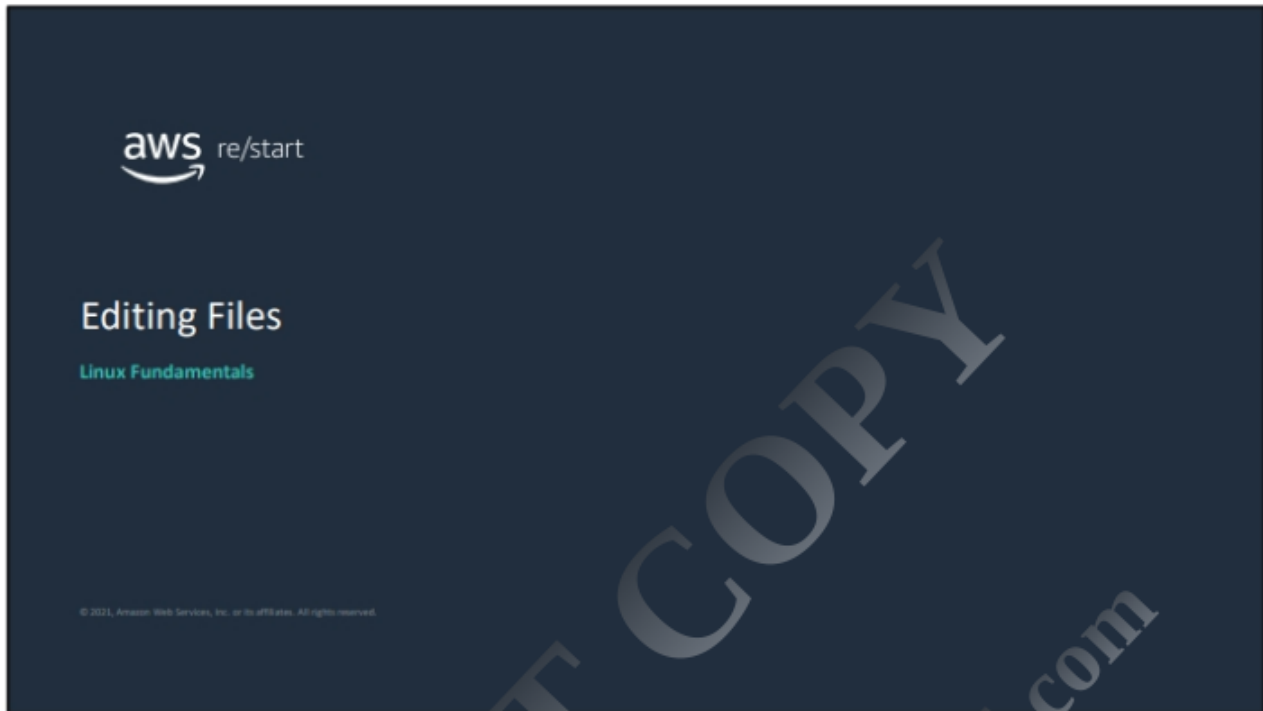 aws re/start
Editing Files
Linux Fundamentals
© 2021, Amazon Web Services, Inc. or its affiliates. All rights reserved.
T COPY
.com